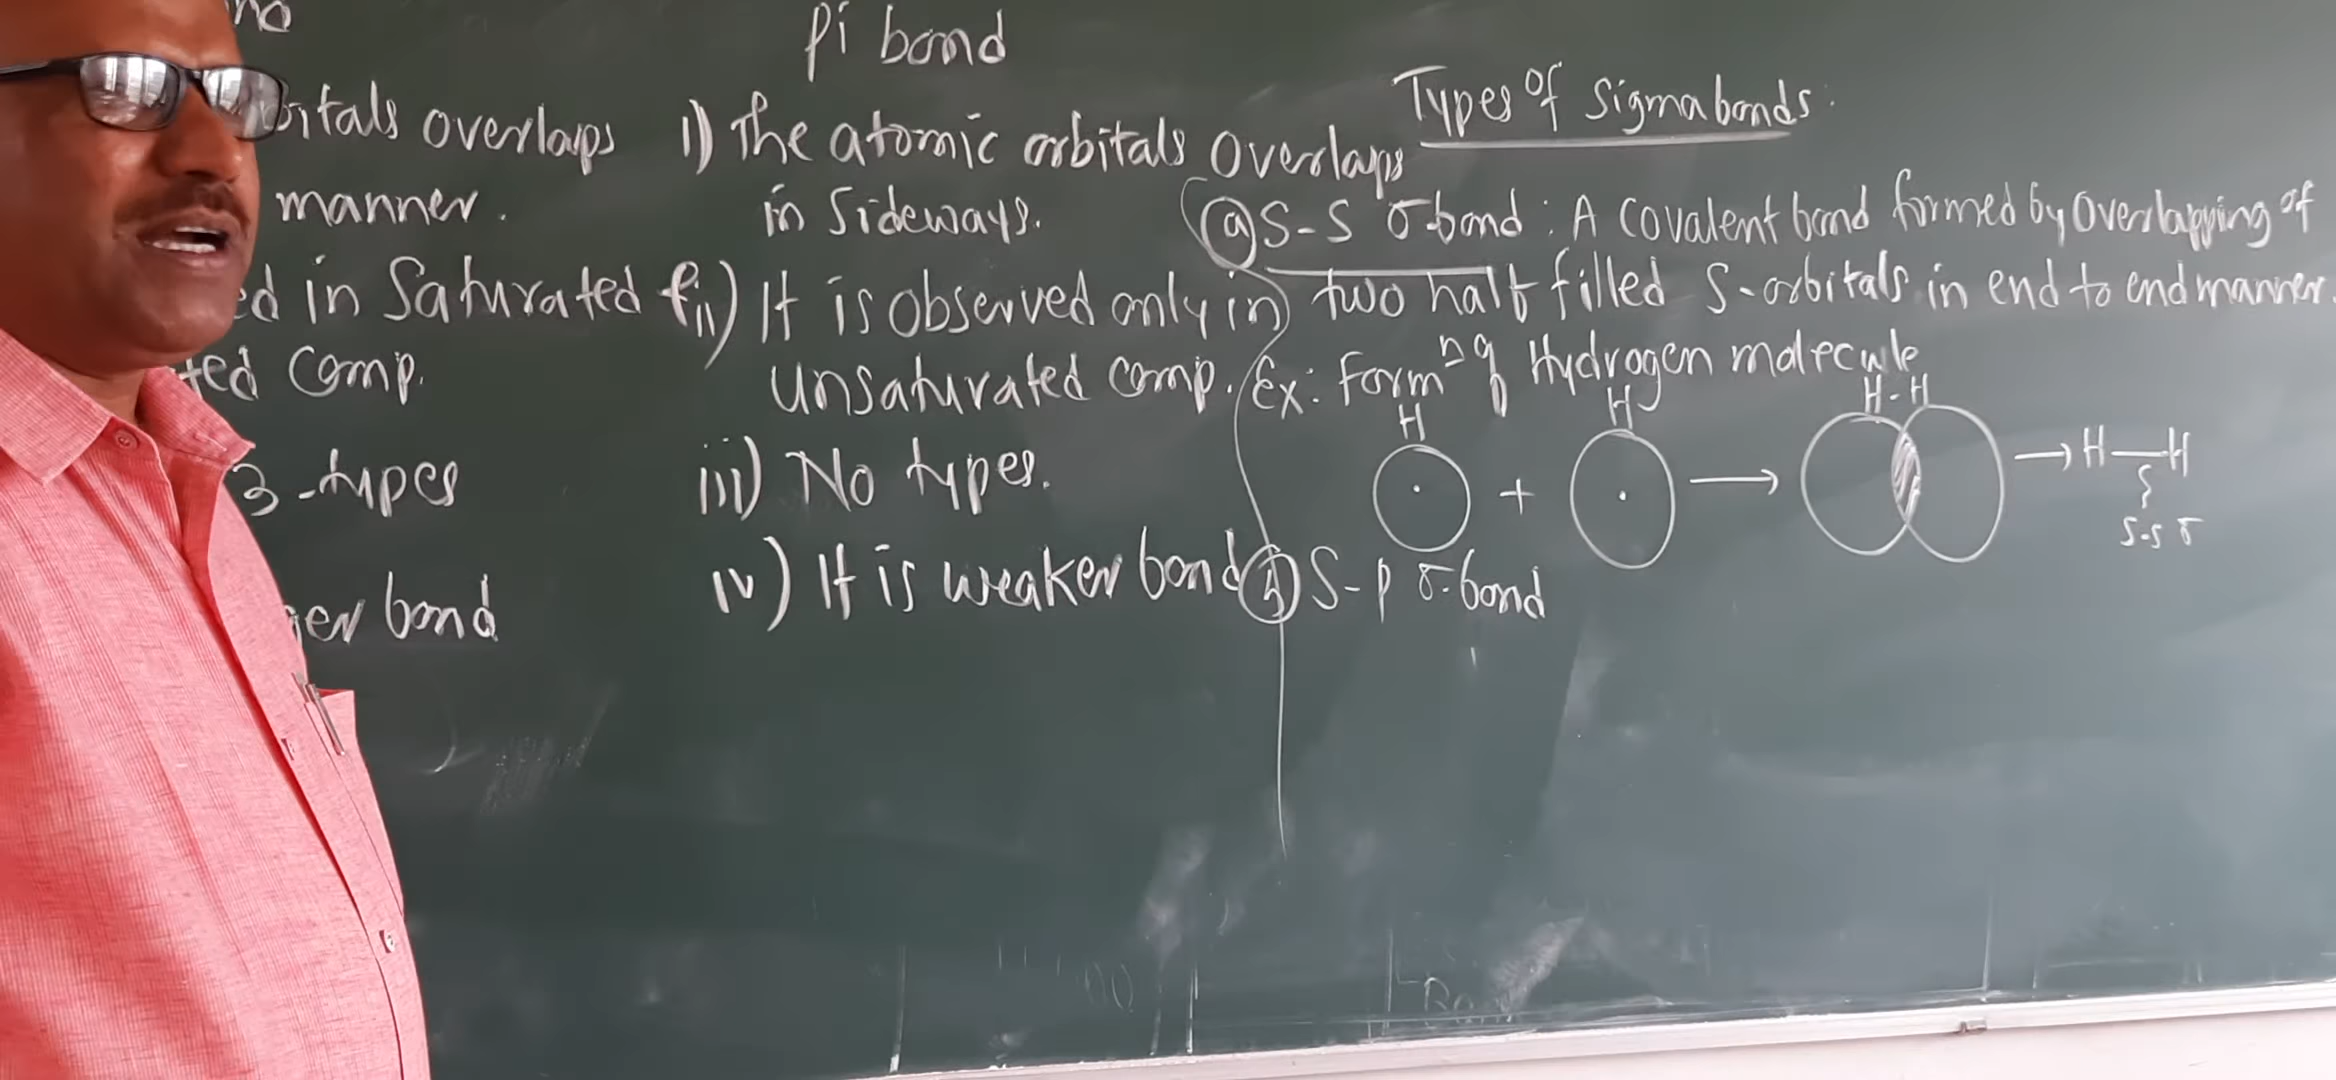 Pi bond
bitals overlaps
manner.
ed in Saturated &
ted Comp.
3-types
ger bond
i) The atomic orbitals overlaps
in Sideways.
ii) It is observed only in
unsaturated comp.
iii) No types.
iv) It is weaker bond
Types of Sigma bonds:
a) S-S σ-bond: A Covalent bond formed by overlapping of
two half filled S-orbitals in end to end manner.
Ex: Formⁿ of Hydrogen molecule
H H H-H
+ → → H—H
S-S σ
b) S-p σ-bond